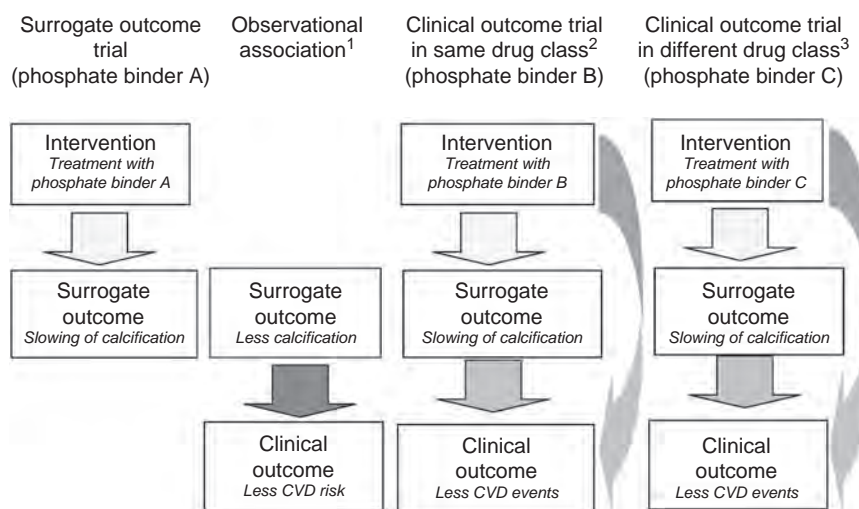 Surrogate outcome
trial
(phosphate binder A)
Observational
association1
Clinical outcome trial
in same drug class2
(phosphate binder B)
Clinical outcome trial
in different drug class3
(phosphate binder C)
Intervention
Treatment with
phosphate binder A
Intervention
Treatment with
phosphate binder B
Intervention
Treatment with
phosphate binder C
Surrogate
outcome
Slowing of calcification
Surrogate
outcome
Less calcification
Surrogate
outcome
Slowing of calcification
Surrogate
outcome
Slowing of calcification
Clinical
outcome
Less CVD risk
Clinical
outcome
Less CVD events
Clinical
outcome
Less CVD events